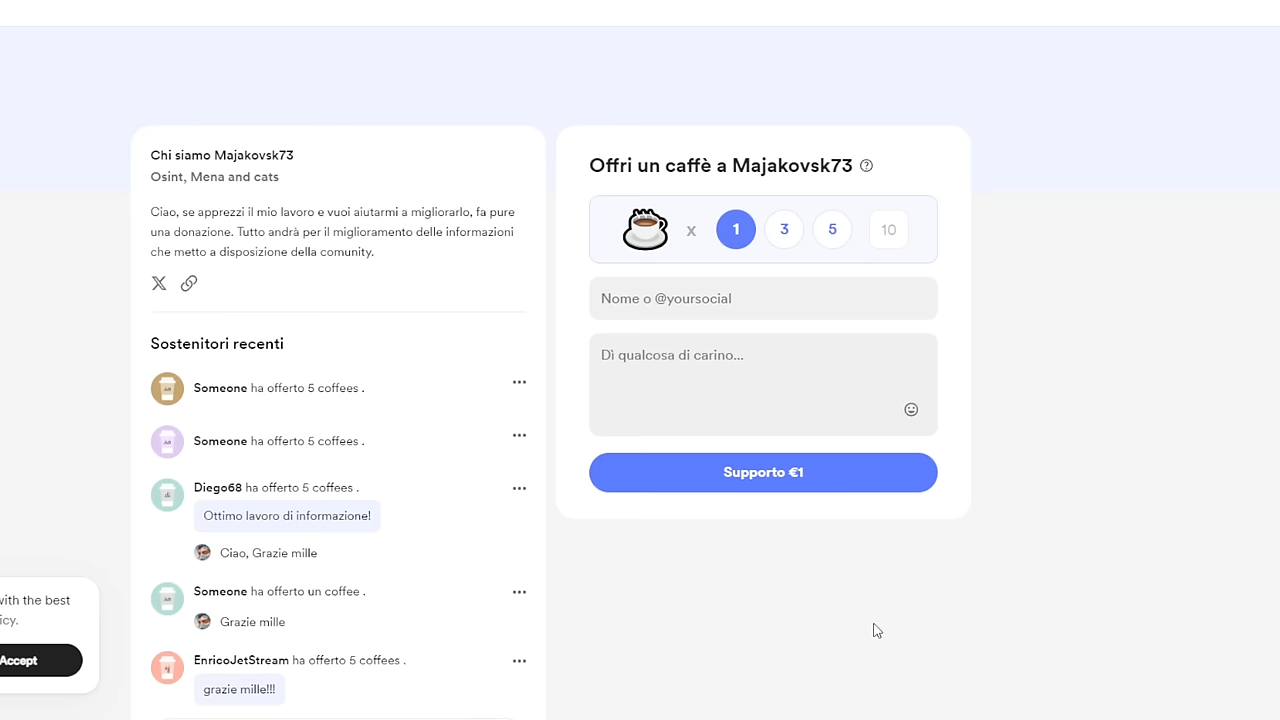 Chi siamo Majakovsk73
Osint, Mena and cats
Ciao, se apprezzi il mio lavoro e vuoi aiutarmi a migliorarlo, fa pure
una donazione. Tutto andrà per il miglioramento delle informazioni
che metto a disposizione della comunity.
Sostenitori recenti
Someone ha offerto 5 coffees .
Someone ha offerto 5 coffees .
Diego68 ha offerto 5 coffees .
Ottimo lavoro di informazione!
Ciao, Grazie mille
Someone ha offerto un coffee .
Grazie mille
EnricoJetStream ha offerto 5 coffees .
grazie mille!!!
Offri un caffè a Majakovsk73
x 1 3 5 10
Nome o @yoursocial
Dì qualcosa di carino...
Supporto €1
with the best
icy.
Accept